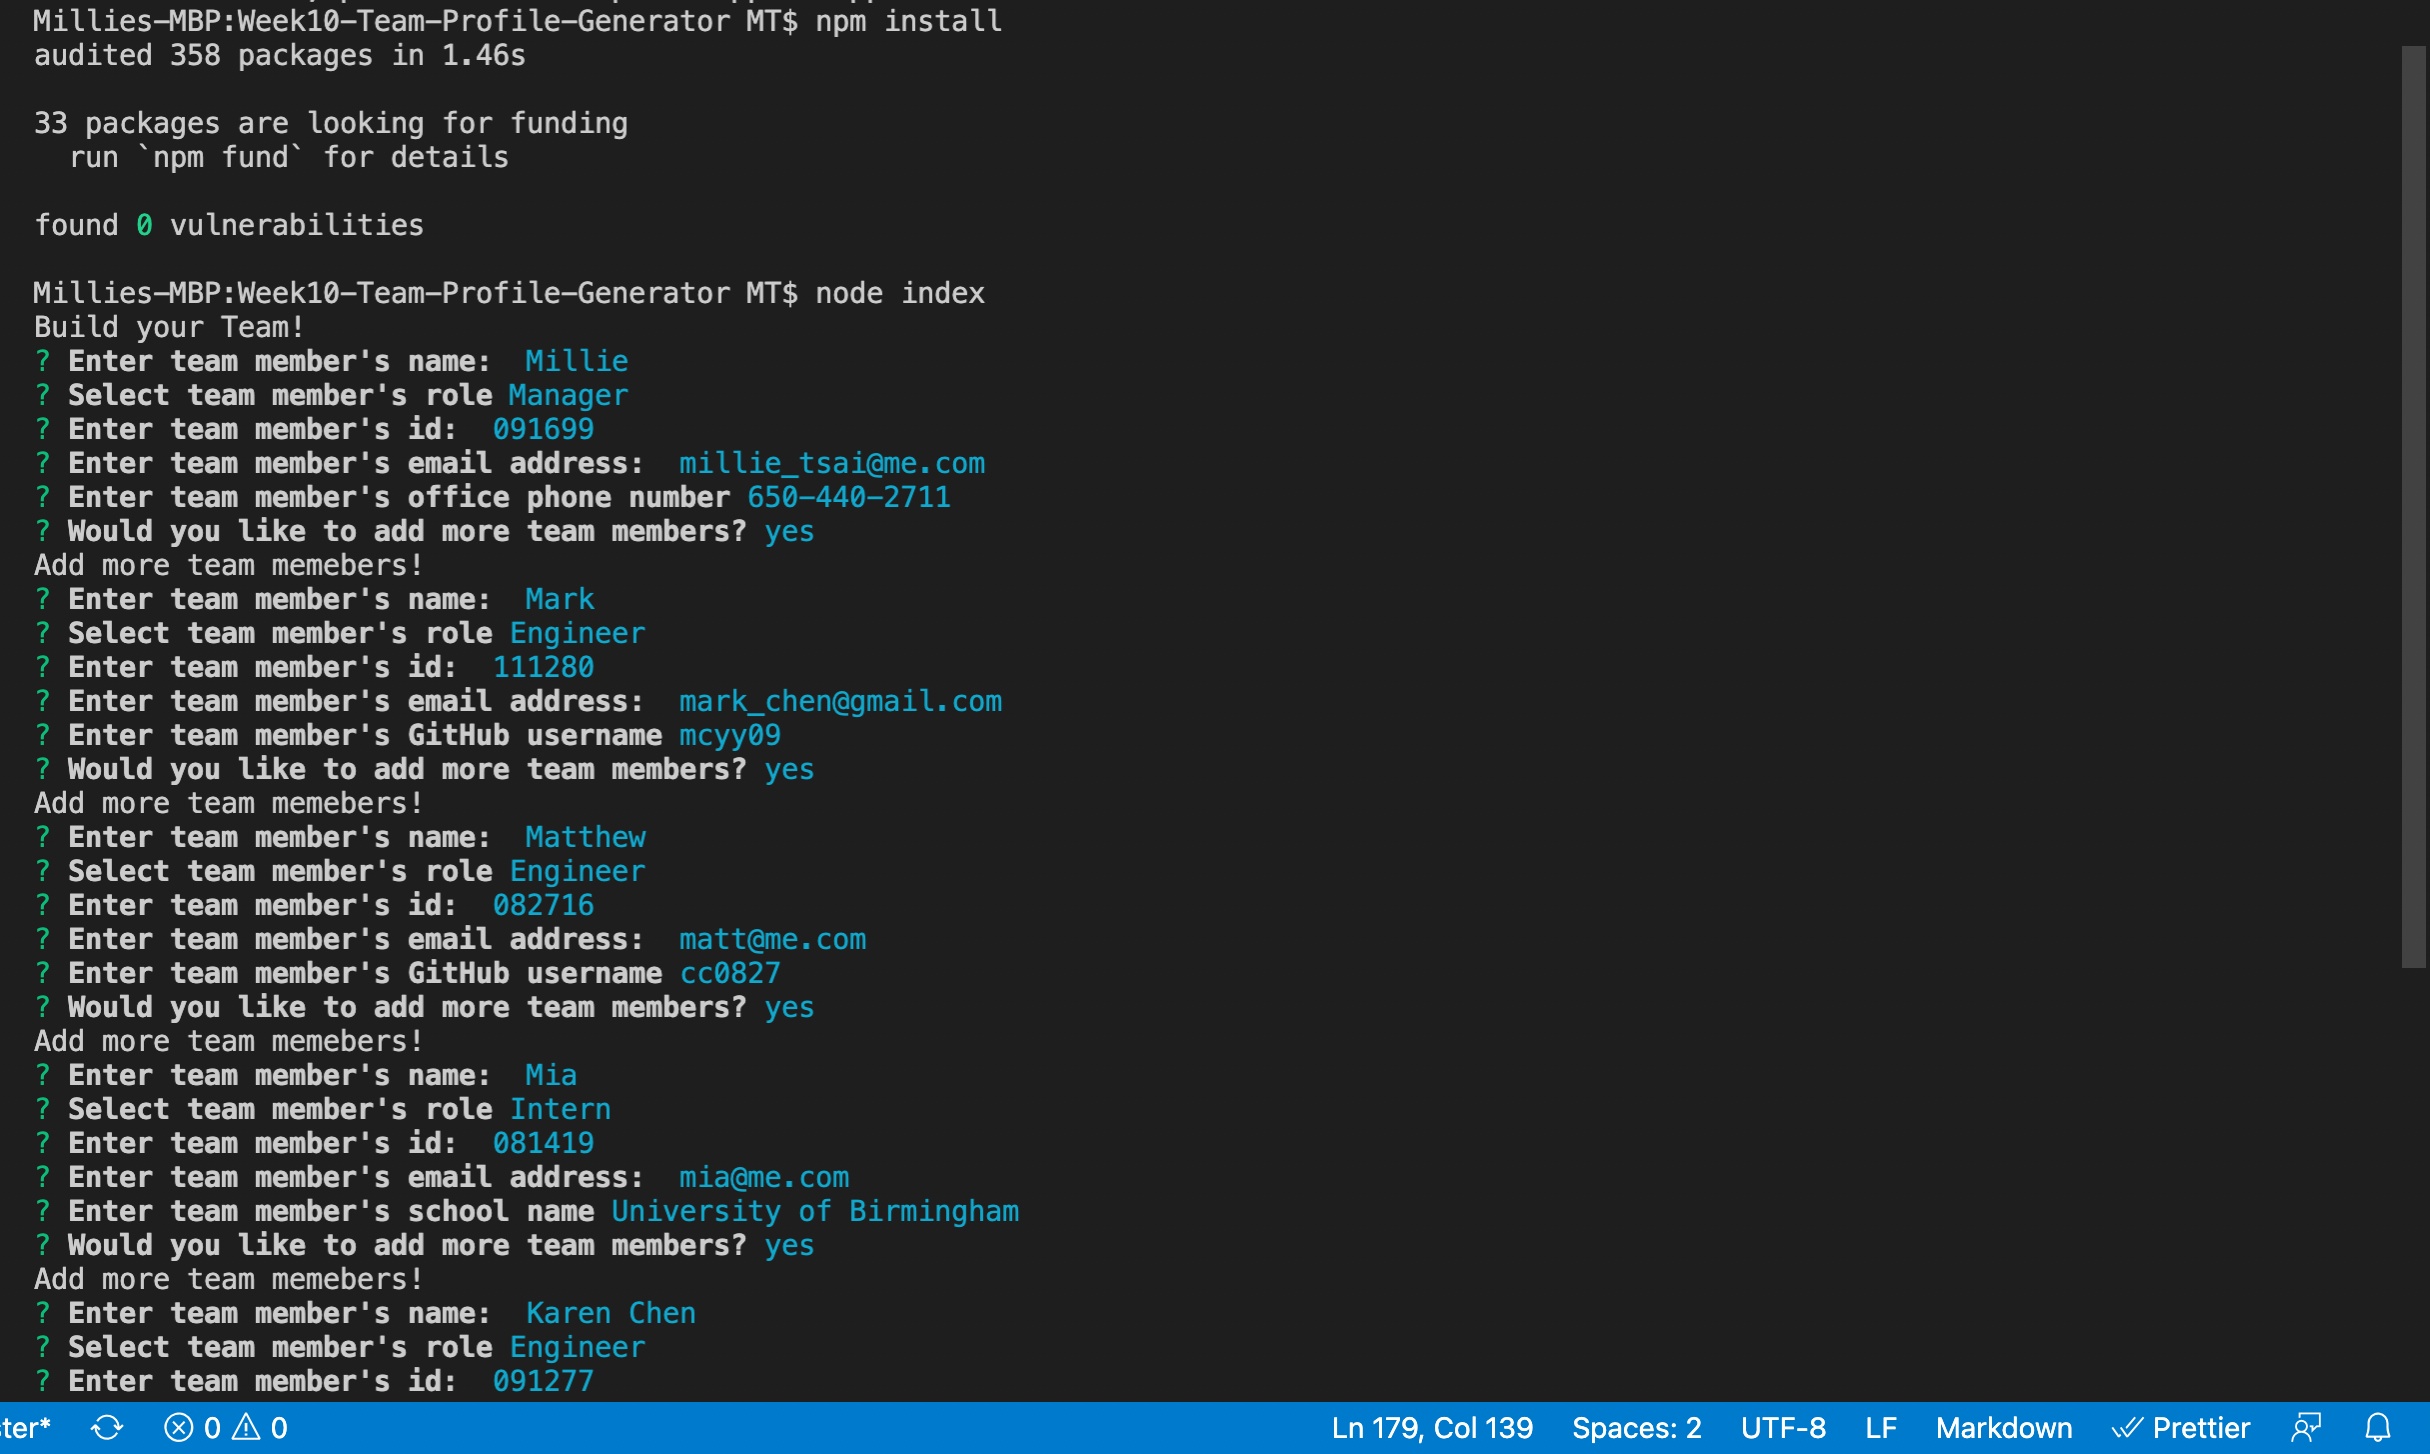 Millies-MBP:Week10-Team-Profile-Generator MT$ npm install
audited 358 packages in 1.46s
33 packages are looking for funding
run `npm fund` for details
found 0 vulnerabilities
Millies-MBP:Week10-Team-Profile-Generator MT$ node index
Build your Team!
? Enter team member's name:  Millie
? Select team member's role Manager
? Enter team member's id:  091699
? Enter team member's email address:  millie_tsai@me.com
? Enter team member's office phone number 650-440-2711
? Would you like to add more team members? yes
Add more team memebers!
? Enter team member's name:  Mark
? Select team member's role Engineer
? Enter team member's id:  111280
? Enter team member's email address:  mark_chen@gmail.com
? Enter team member's GitHub username mcyy09
? Would you like to add more team members? yes
Add more team memebers!
? Enter team member's name:  Matthew
? Select team member's role Engineer
? Enter team member's id:  082716
? Enter team member's email address:  matt@me.com
? Enter team member's GitHub username cc0827
? Would you like to add more team members? yes
Add more team memebers!
? Enter team member's name:  Mia
? Select team member's role Intern
? Enter team member's id:  081419
? Enter team member's email address:  mia@me.com
? Enter team member's school name University of Birmingham
? Would you like to add more team members? yes
Add more team memebers!
? Enter team member's name:  Karen Chen
? Select team member's role Engineer
? Enter team member's id:  091277
ter* 0 0 Ln 179, Col 139 Spaces: 2 UTF-8 LF Markdown Prettier